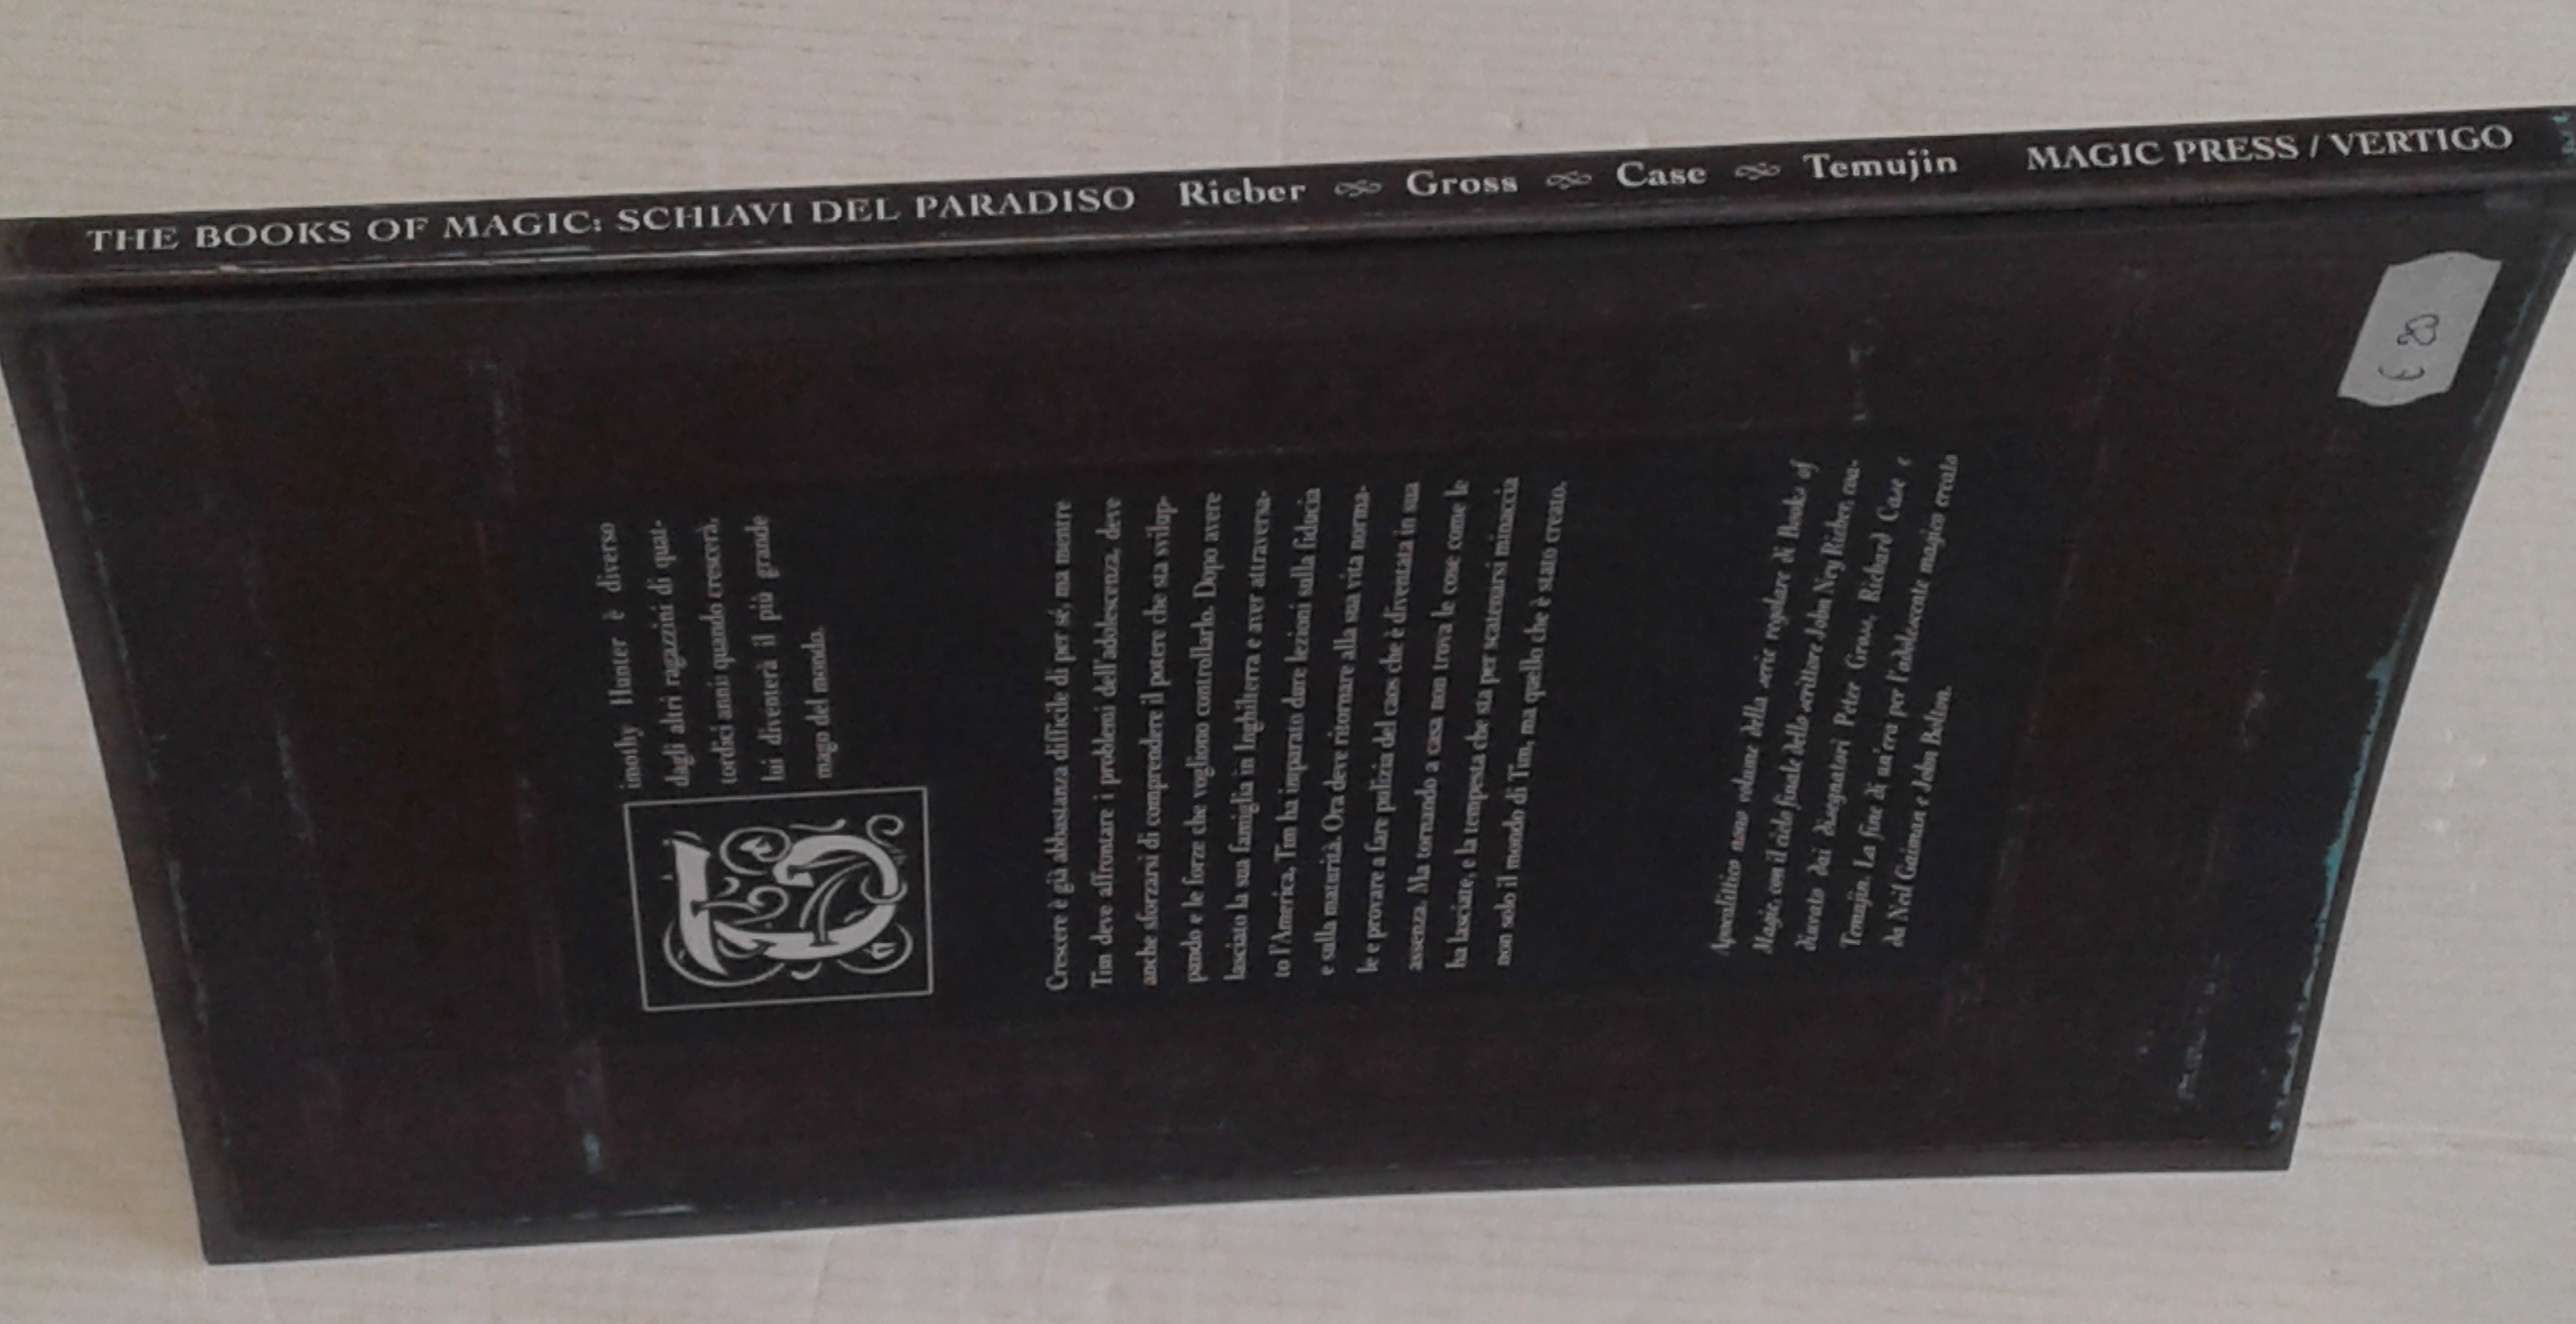 THE BOOKS OF MAGIC: SCHIAVI DEL PARADISO Rieber Gross Case Temujin MAGIC PRESS / VERTIGO
Timothy Hunter è diverso
dagli altri ragazzini di quat-
tordici anni: quando crescerà,
lui diventerà il più grande
mago del mondo.
Crescere è già abbastanza difficile di per sé, ma mentre
Tim deve affrontare i problemi dell'adolescenza, deve
anche sforzarsi di comprendere il potere che sta svilup-
pando e le forze che vogliono controllarlo. Dopo avere
lasciato la sua famiglia in Inghilterra e aver attraversa-
to l'America, Tim ha imparato dure lezioni sulla fiducia
e sulla maturità. Ora deve ritornare alla sua vita norma-
le e provare a fare pulizia del caos che è diventata in sua
assenza. Ma tornando a casa non trova le cose come le
ha lasciate, e la tempesta che sta per scatenarsi minaccia
non solo il mondo di Tim, ma quello che è stato creato.
Apocalittico nono volume della serie regolare di Books of
Magic, con il ciclo finale dello scrittore John Ney Rieber, coa-
diuvato dai disegnatori Peter Gross, Richard Case e
Temujin. La fine di un'era per l'adolescente magico creato
da Neil Gaiman e John Bolton.